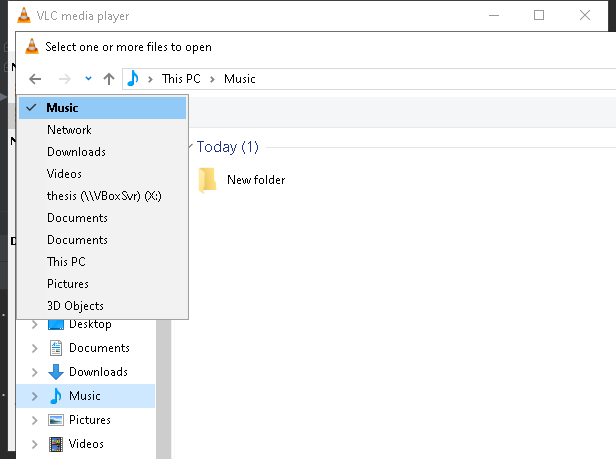 VLC media player
Select one or more files to open
This PC > Music
Music
Network
Downloads
Videos
thesis (\\VBoxSvr) (X:)
Documents
Documents
This PC
Pictures
3D Objects
Today (1)
New folder
Desktop
Documents
Downloads
Music
Pictures
Videos